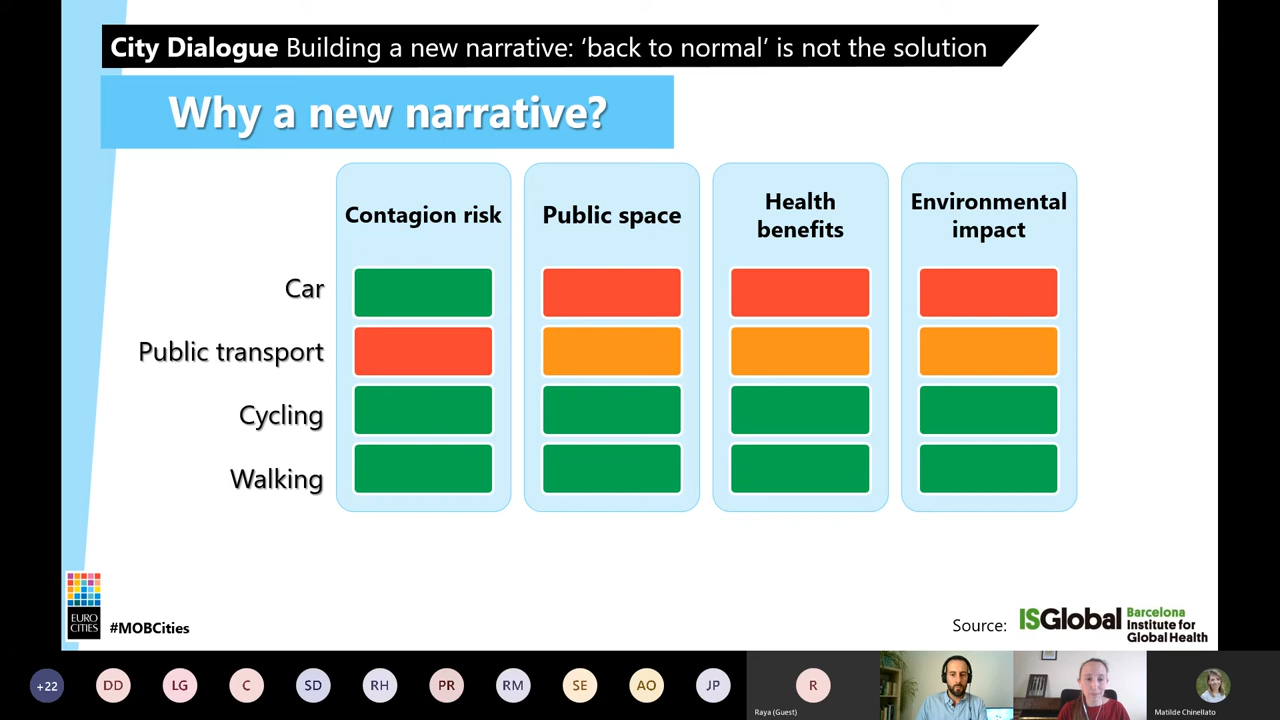 City Dialogue Building a new narrative: ‘back to normal’ is not the solution
Why a new narrative?
Contagion risk
Public space
Health
benefits
Environmental
impact
Car
Public transport
Cycling
Walking
EURO
CITIES
#MOBCities
Source:
ISGlobal
Barcelona
Institute for
Global Health
+22
DD
LG
C
SD
RH
PR
RM
SE
AO
JP
R
Raya (Guest)
Matilde Chinellato